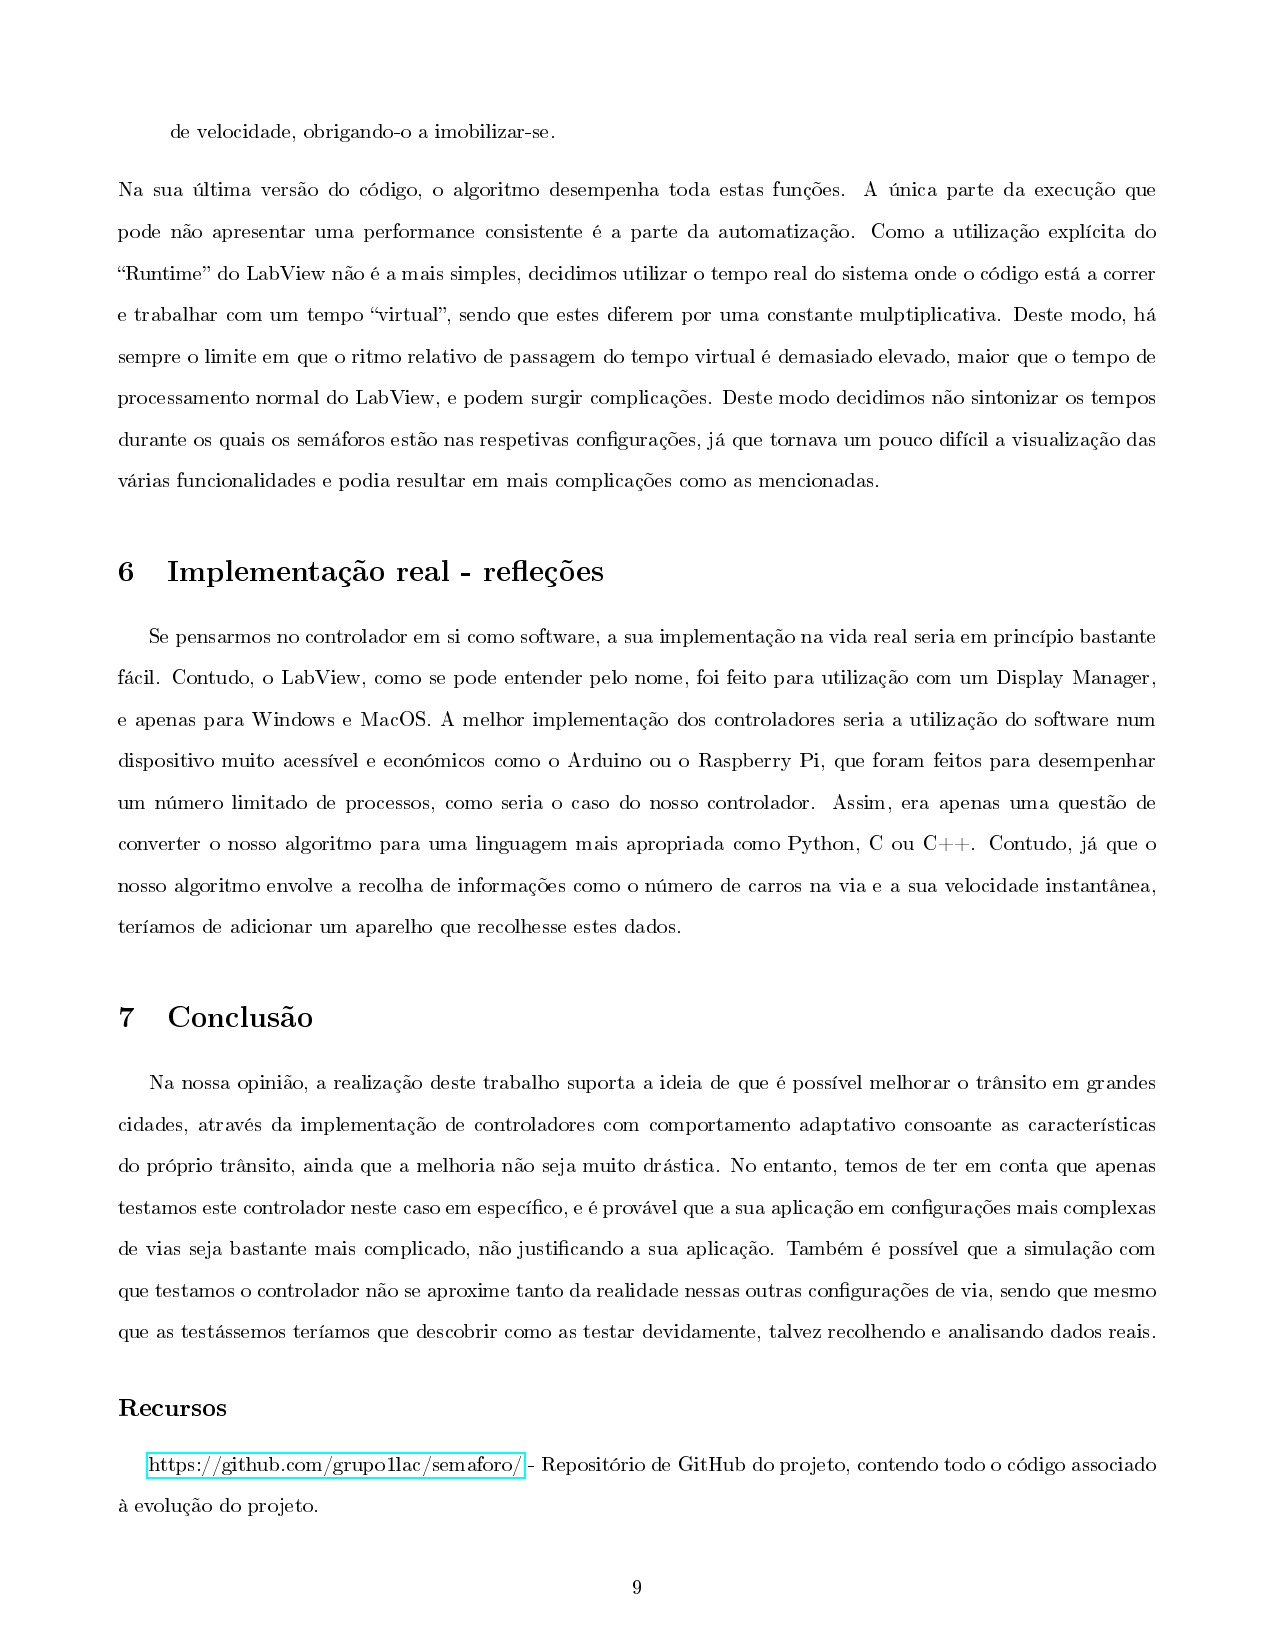 de velocidade, obrigando-o a imobilizar-se.
Na sua última versão do código, o algoritmo desempenha toda estas funções. A única parte da execução que
pode não apresentar uma performance consistente é a parte da automatização. Como a utilização explícita do
“Runtime” do LabView não é a mais simples, decidimos utilizar o tempo real do sistema onde o código está a correr
e trabalhar com um tempo “virtual”, sendo que estes diferem por uma constante mulptiplicativa. Deste modo, há
sempre o limite em que o ritmo relativo de passagem do tempo virtual é demasiado elevado, maior que o tempo de
processamento normal do LabView, e podem surgir complicações. Deste modo decidimos não sintonizar os tempos
durante os quais os semáforos estão nas respetivas configurações, já que tornava um pouco difícil a visualização das
várias funcionalidades e podia resultar em mais complicações como as mencionadas.
6 Implementação real - refleções
Se pensarmos no controlador em si como software, a sua implementação na vida real seria em princípio bastante
fácil. Contudo, o LabView, como se pode entender pelo nome, foi feito para utilização com um Display Manager,
e apenas para Windows e MacOS. A melhor implementação dos controladores seria a utilização do software num
dispositivo muito acessível e económicos como o Arduino ou o Raspberry Pi, que foram feitos para desempenhar
um número limitado de processos, como seria o caso do nosso controlador. Assim, era apenas uma questão de
converter o nosso algoritmo para uma linguagem mais apropriada como Python, C ou C++. Contudo, já que o
nosso algoritmo envolve a recolha de informações como o número de carros na via e a sua velocidade instantânea,
teríamos de adicionar um aparelho que recolhesse estes dados.
7 Conclusão
Na nossa opinião, a realização deste trabalho suporta a ideia de que é possível melhorar o trânsito em grandes
cidades, através da implementação de controladores com comportamento adaptativo consoante as características
do próprio trânsito, ainda que a melhoria não seja muito drástica. No entanto, temos de ter em conta que apenas
testamos este controlador neste caso em específico, e é provável que a sua aplicação em configurações mais complexas
de vias seja bastante mais complicado, não justificando a sua aplicação. Também é possível que a simulação com
que testamos o controlador não se aproxime tanto da realidade nessas outras configurações de via, sendo que mesmo
que as testássemos teríamos que descobrir como as testar devidamente, talvez recolhendo e analisando dados reais.
Recursos
https://github.com/grupo1lac/semaforo/ - Repositório de GitHub do projeto, contendo todo o código associado
à evolução do projeto.
9